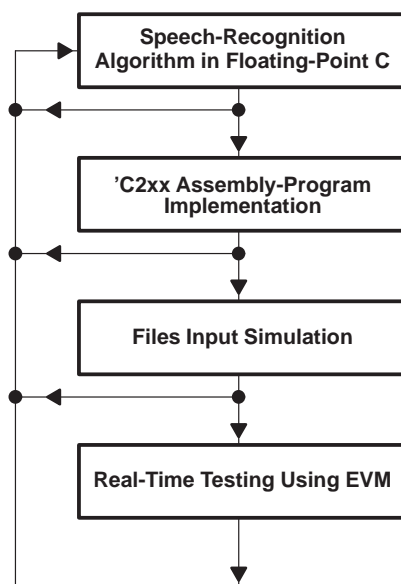 Speech-Recognition
Algorithm in Floating-Point C
’C2xx Assembly-Program
Implementation
Files Input Simulation
Real-Time Testing Using EVM